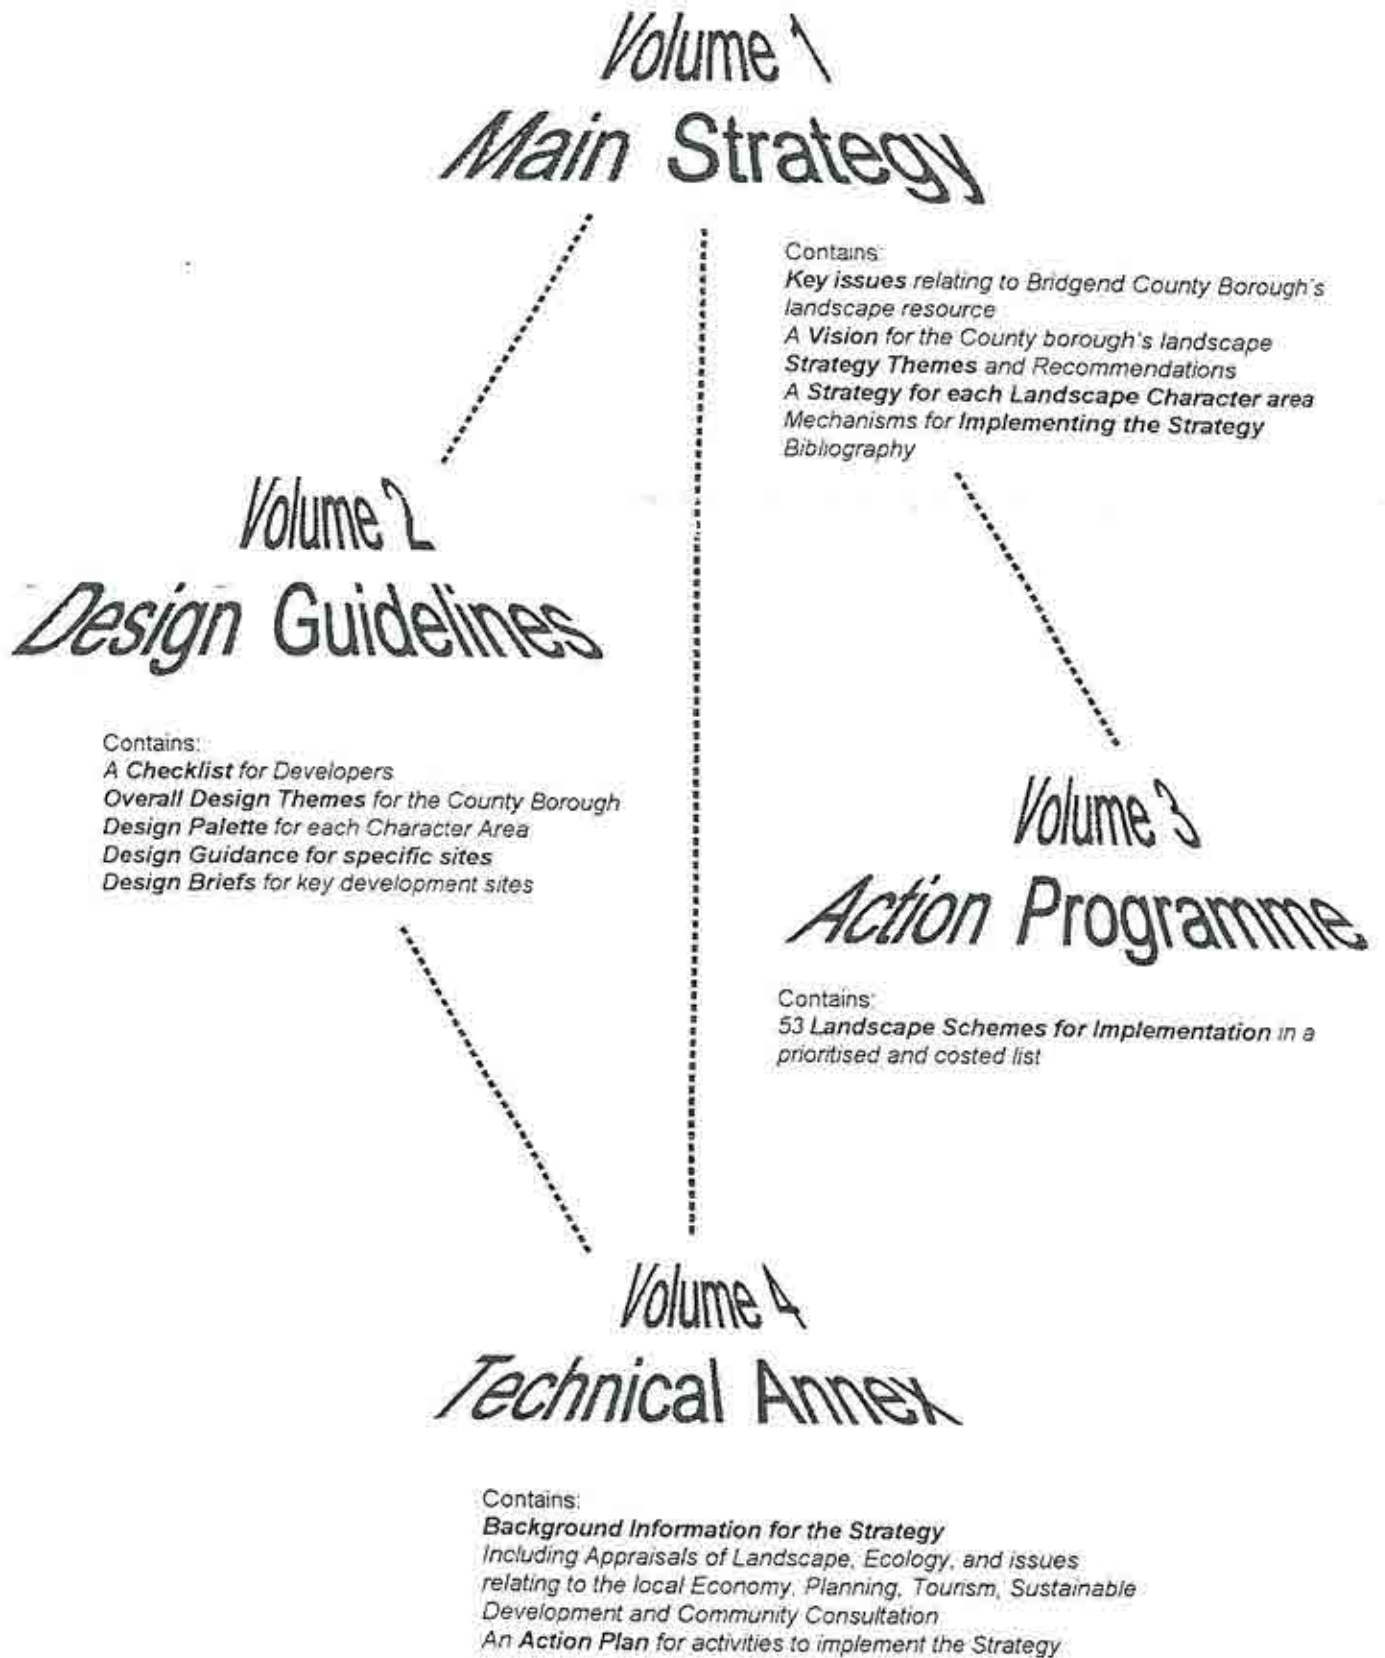 Volume 1
Main Strategy
Contains:
Key issues relating to Bridgend County Borough's
landscape resource
A Vision for the County borough's landscape
Strategy Themes and Recommendations
A Strategy for each Landscape Character area
Mechanisms for Implementing the Strategy
Bibliography
Volume 2
Design Guidelines
Contains:
A Checklist for Developers
Overall Design Themes for the County Borough
Design Palette for each Character Area
Design Guidance for specific sites
Design Briefs for key development sites
Volume 3
Action Programme
Contains:
53 Landscape Schemes for Implementation in a
prioritised and costed list
Volume 4
Technical Annex
Contains:
Background Information for the Strategy
Including Appraisals of Landscape, Ecology, and issues
relating to the local Economy, Planning, Tourism, Sustainable
Development and Community Consultation
An Action Plan for activities to implement the Strategy